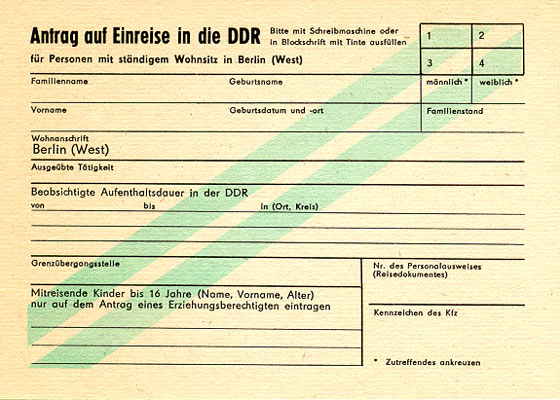 Antrag auf Einreise in die DDR Bitte mit Schreibmaschine oder
in Blockschrift mit Tinte ausfüllen
1 2
für Personen mit ständigem Wohnsitz in Berlin (West)
3 4
Familienname Geburtsname männlich * weiblich *
Vorname Geburtsdatum und -ort Familienstand
Wohnanschrift
Berlin (West)
Ausgeübte Tätigkeit
Beabsichtigte Aufenthaltsdauer in der DDR
von bis in (Ort, Kreis)
Grenzübergangsstelle
Nr. des Personalausweises
(Reisedokumentes)
Mitreisende Kinder bis 16 Jahre (Name, Vorname, Alter)
nur auf dem Antrag eines Erziehungsberechtigten eintragen
Kennzeichen des Kfz
* Zutreffendes ankreuzen